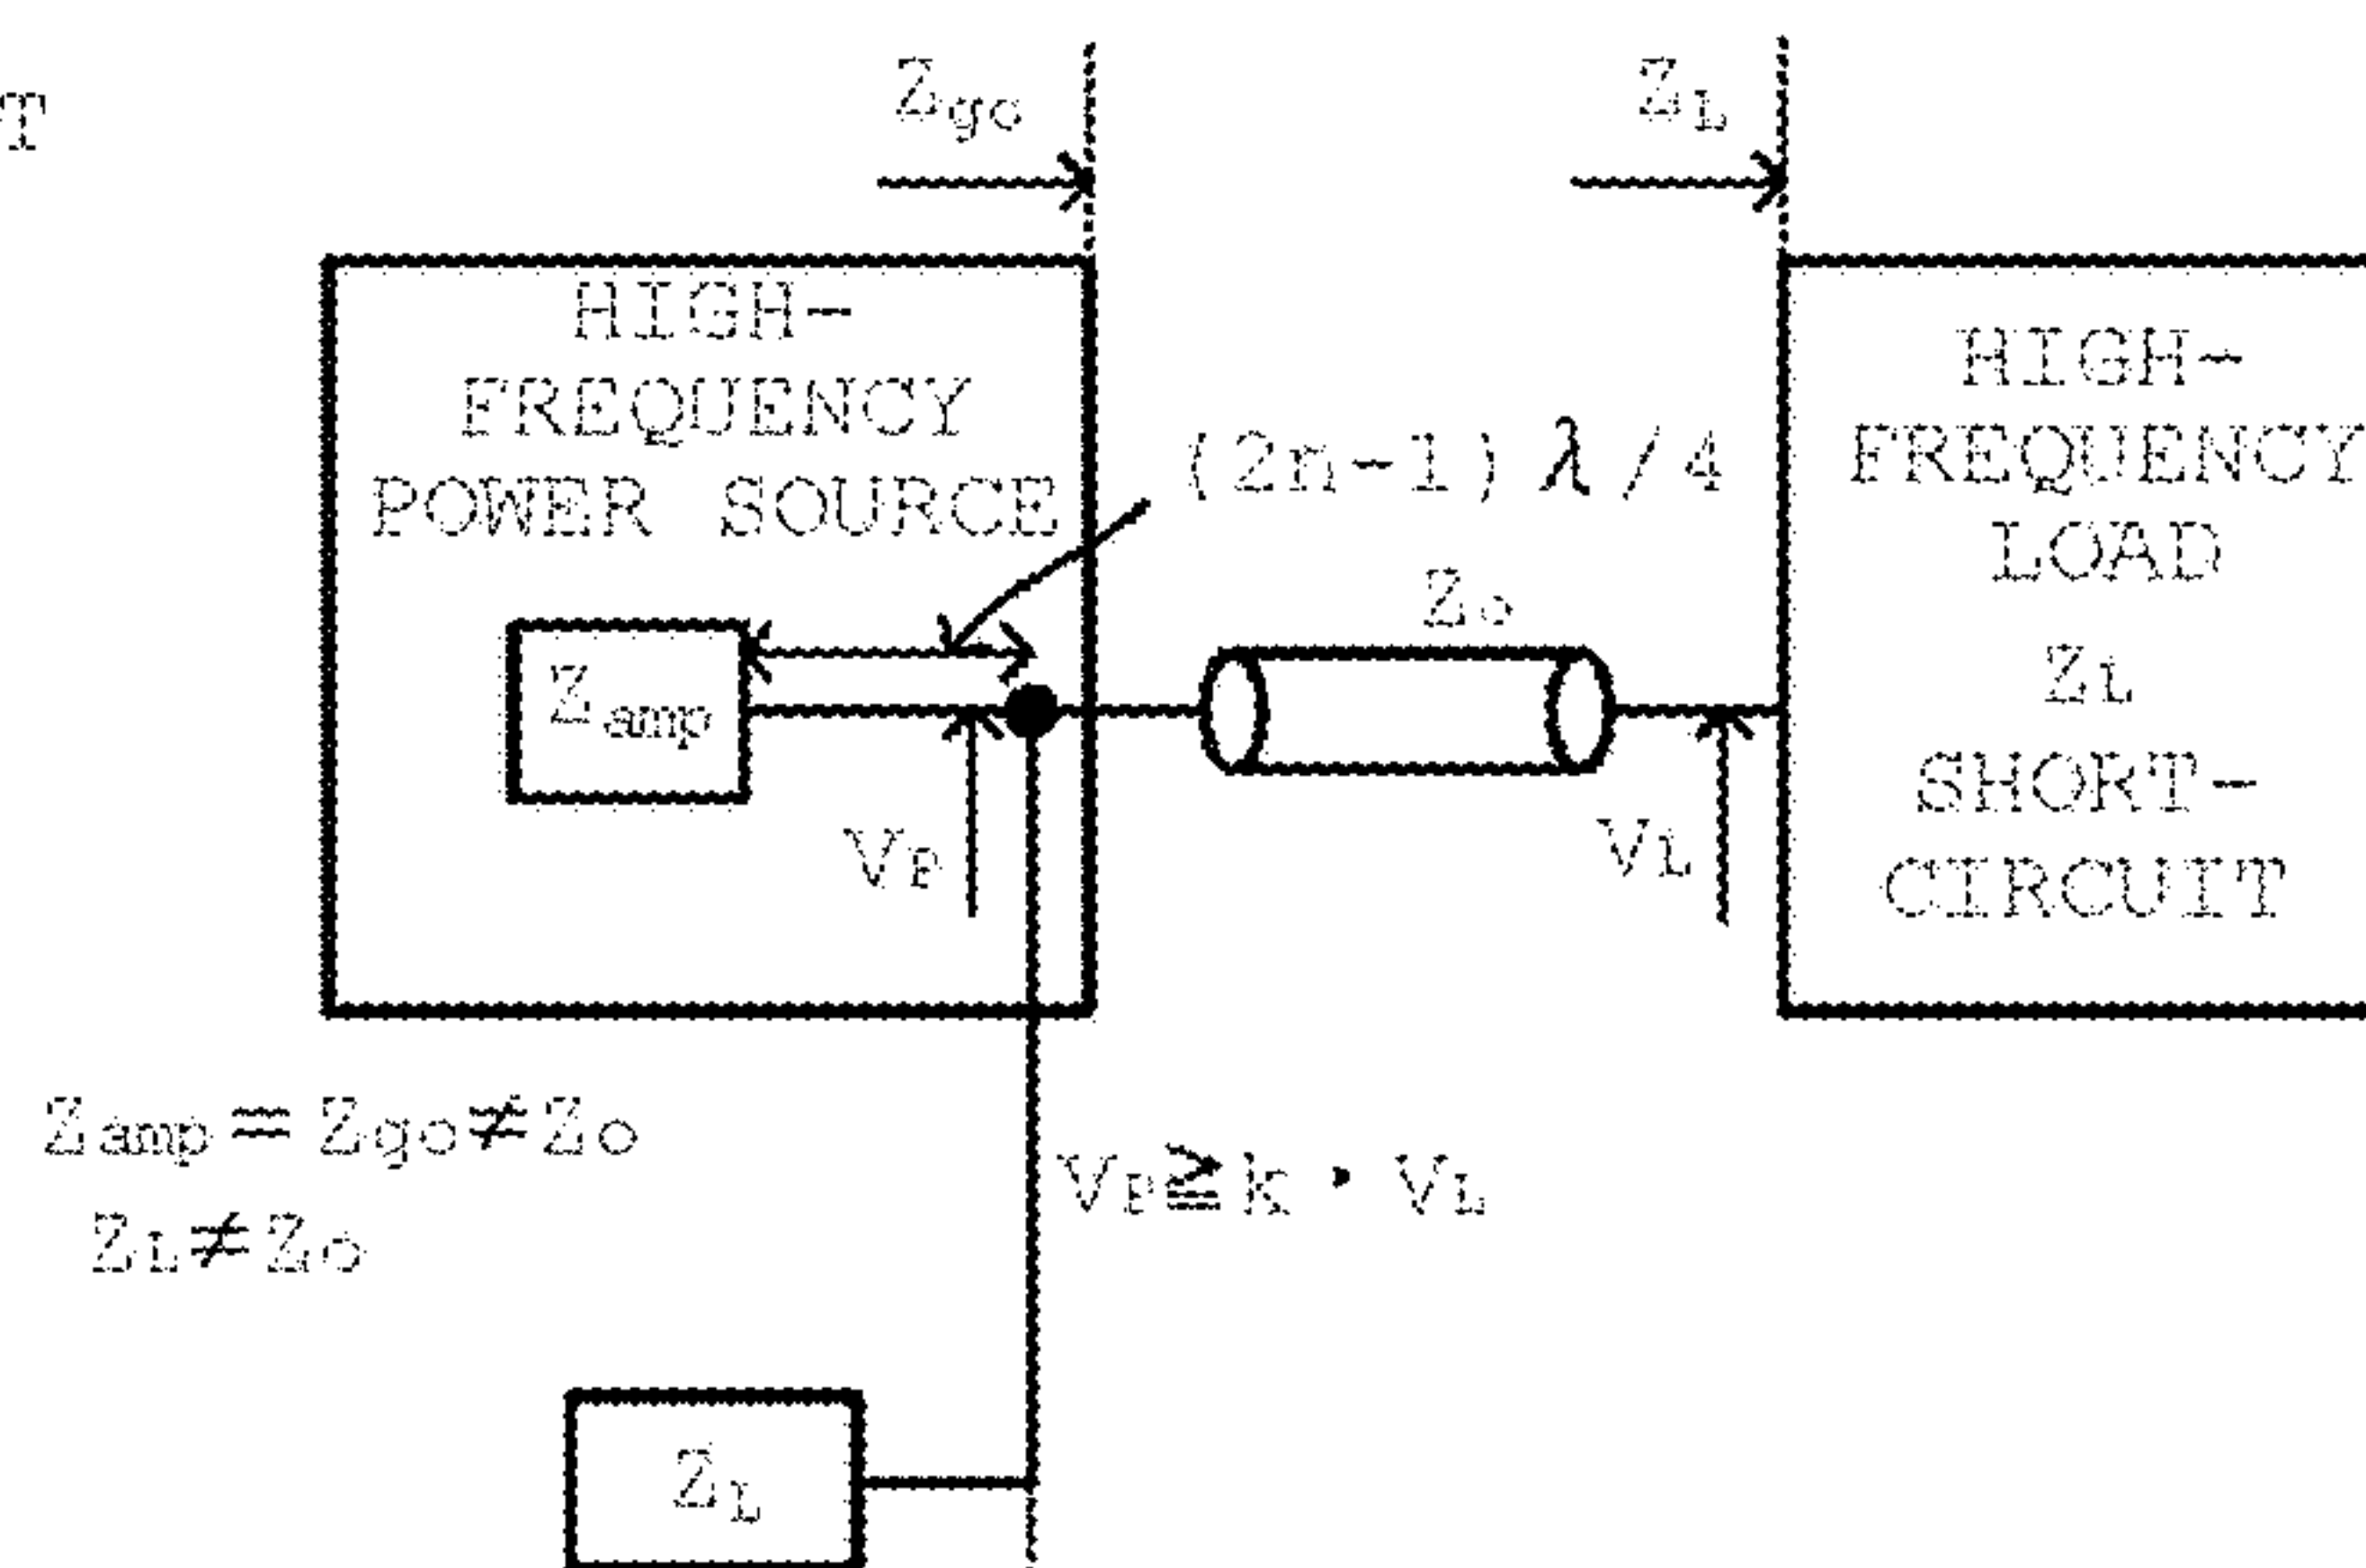 T
Zgo
ZL
HIGH-
FREQUENCY
POWER SOURCE
(2n-1)λ/4
HIGH-
FREQUENCY
LOAD
ZL
SHORT-
CIRCUIT
Zo
Zamp
VP
VL
Zamp=Zgo≠Zo
ZL≠Zo
VP≧k・VL
ZL